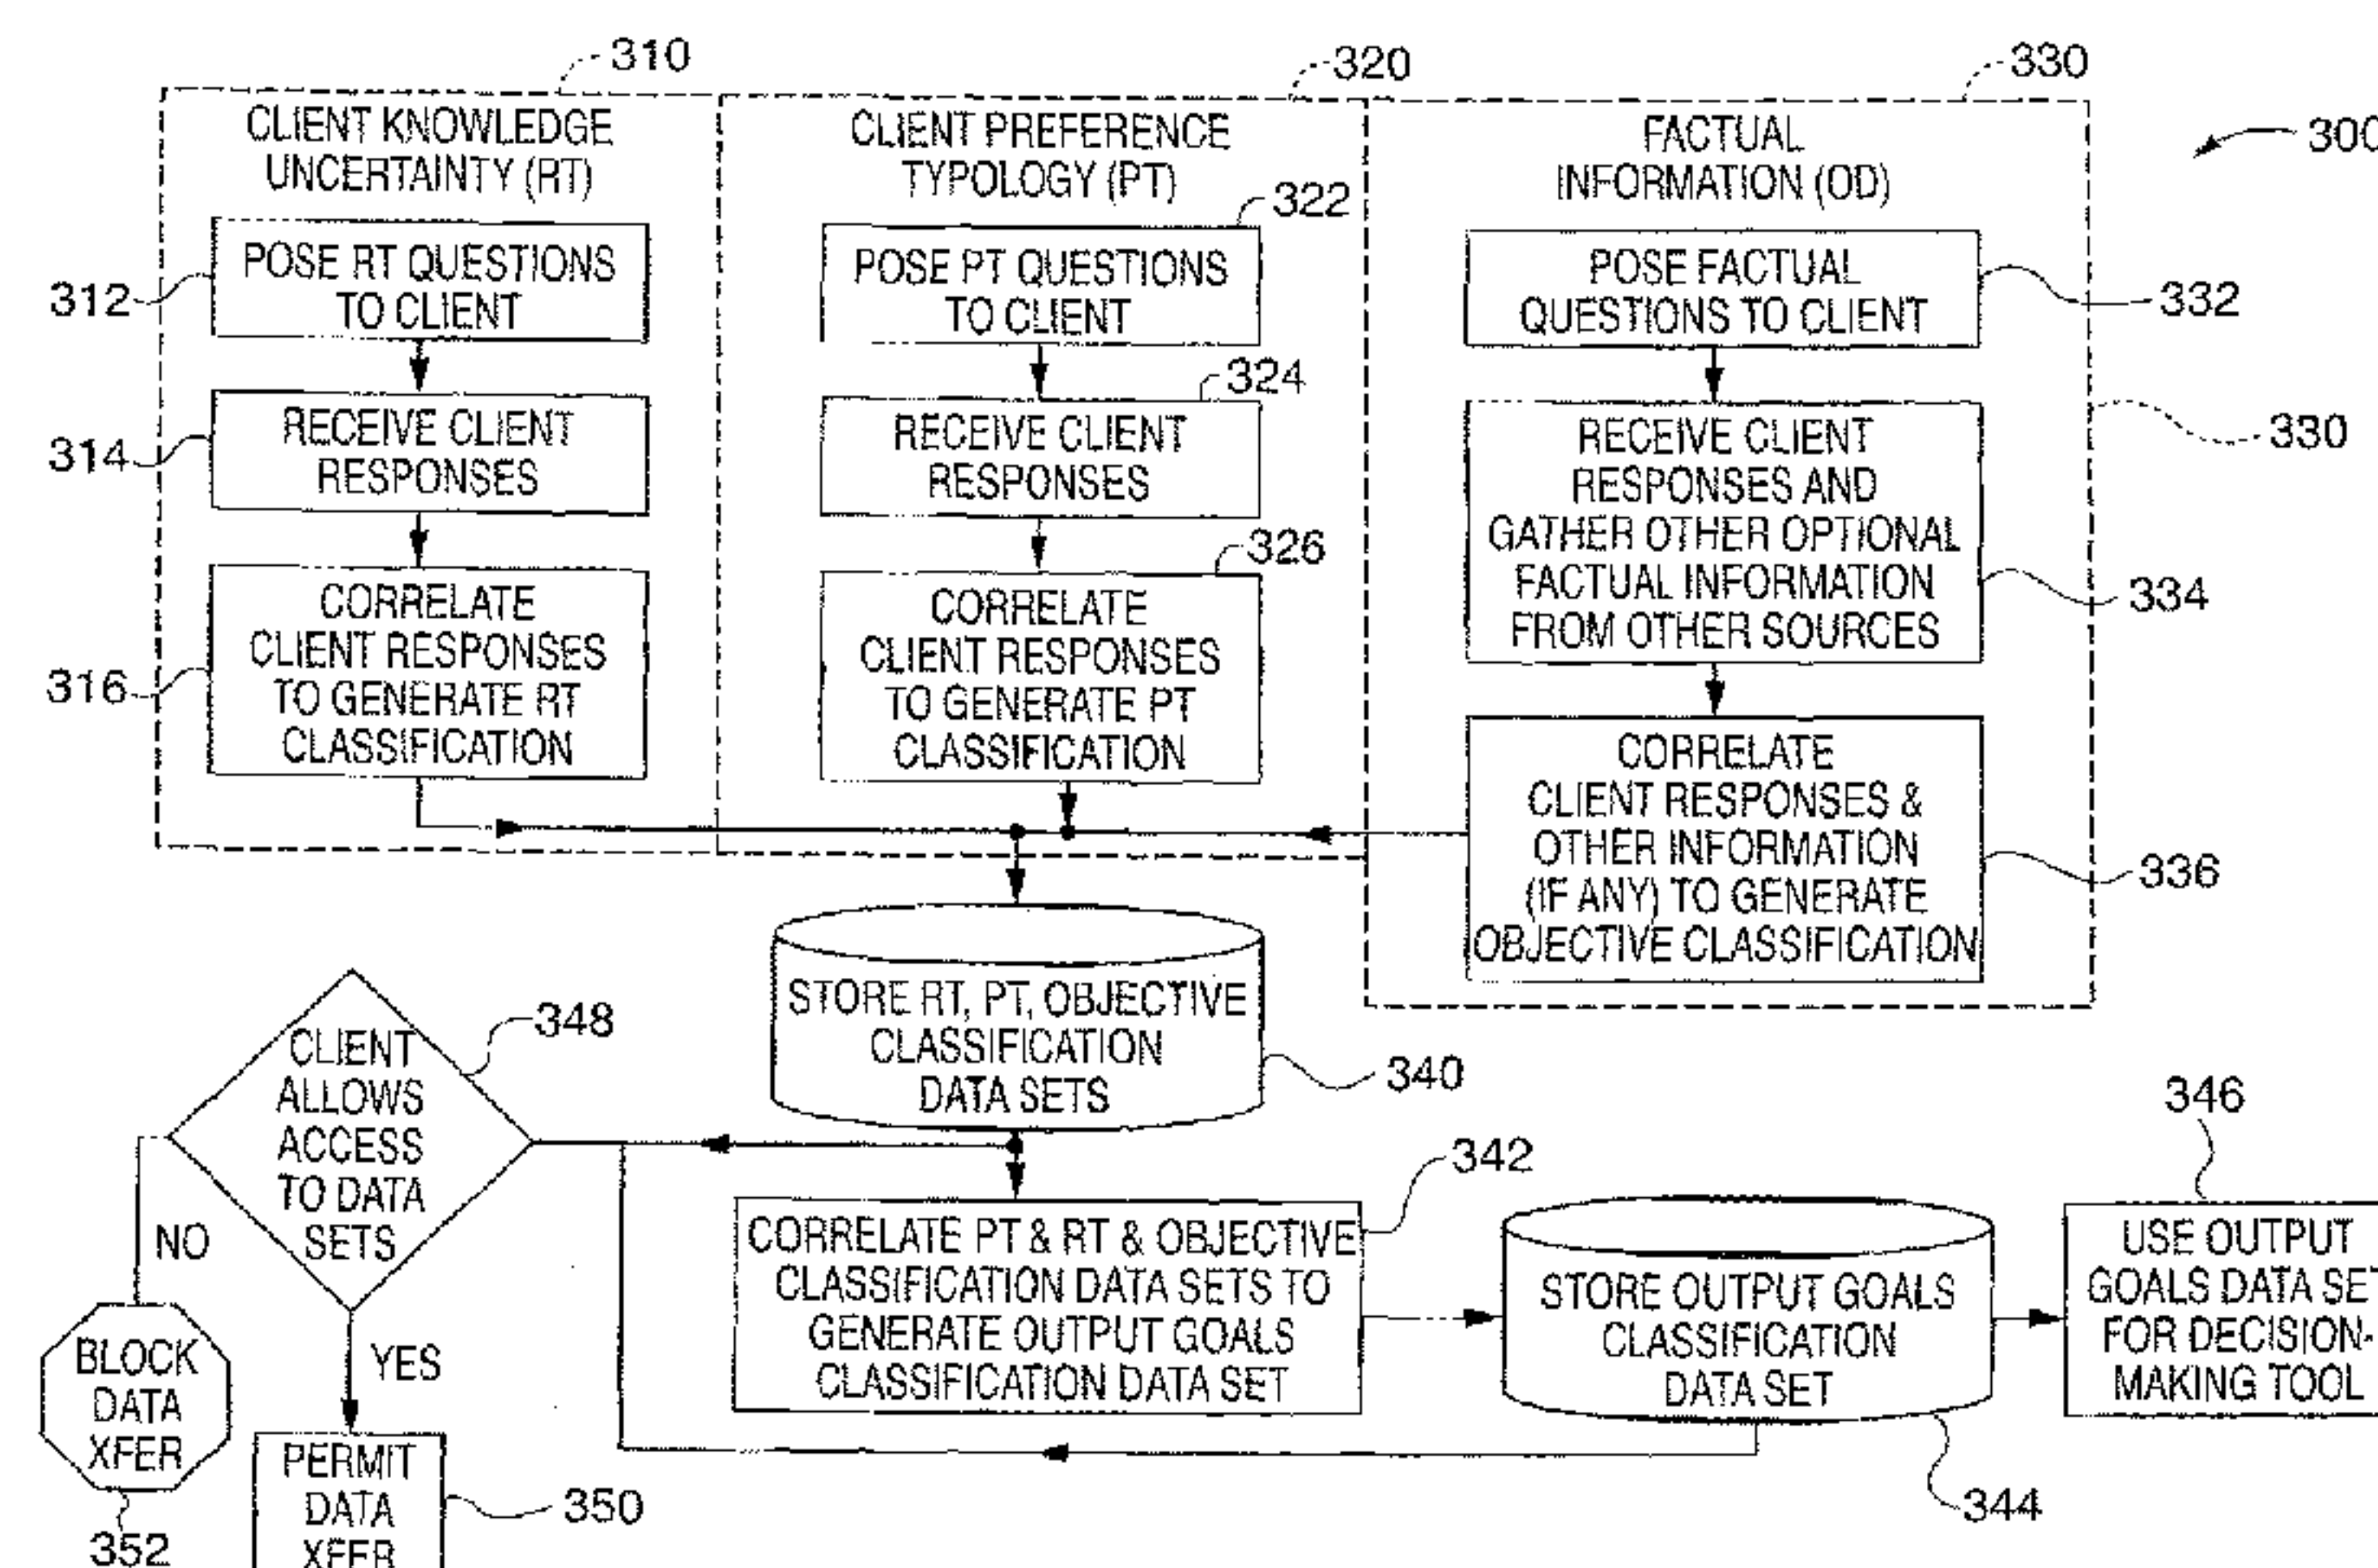 310
320
330
300
CLIENT KNOWLEDGE
UNCERTAINTY (RT)
CLIENT PREFERENCE
TYPOLOGY (PT)
FACTUAL
INFORMATION (OD)
312
POSE RT QUESTIONS
TO CLIENT
322
POSE PT QUESTIONS
TO CLIENT
POSE FACTUAL
QUESTIONS TO CLIENT
332
314
RECEIVE CLIENT
RESPONSES
324
RECEIVE CLIENT
RESPONSES
RECEIVE CLIENT
RESPONSES AND
GATHER OTHER OPTIONAL
FACTUAL INFORMATION
FROM OTHER SOURCES
330
334
316
CORRELATE
CLIENT RESPONSES
TO GENERATE RT
CLASSIFICATION
326
CORRELATE
CLIENT RESPONSES
TO GENERATE PT
CLASSIFICATION
CORRELATE
CLIENT RESPONSES &
OTHER INFORMATION
(IF ANY) TO GENERATE
OBJECTIVE CLASSIFICATION
336
STORE RT, PT, OBJECTIVE
CLASSIFICATION
DATA SETS
340
348
CLIENT
ALLOWS
ACCESS
TO DATA
SETS
NO
YES
BLOCK
DATA
XFER
352
PERMIT
DATA
XFER
350
342
CORRELATE PT & RT & OBJECTIVE
CLASSIFICATION DATA SETS TO
GENERATE OUTPUT GOALS
CLASSIFICATION DATA SET
STORE OUTPUT GOALS
CLASSIFICATION
DATA SET
344
346
USE OUTPUT
GOALS DATA SET
FOR DECISION-
MAKING TOOL